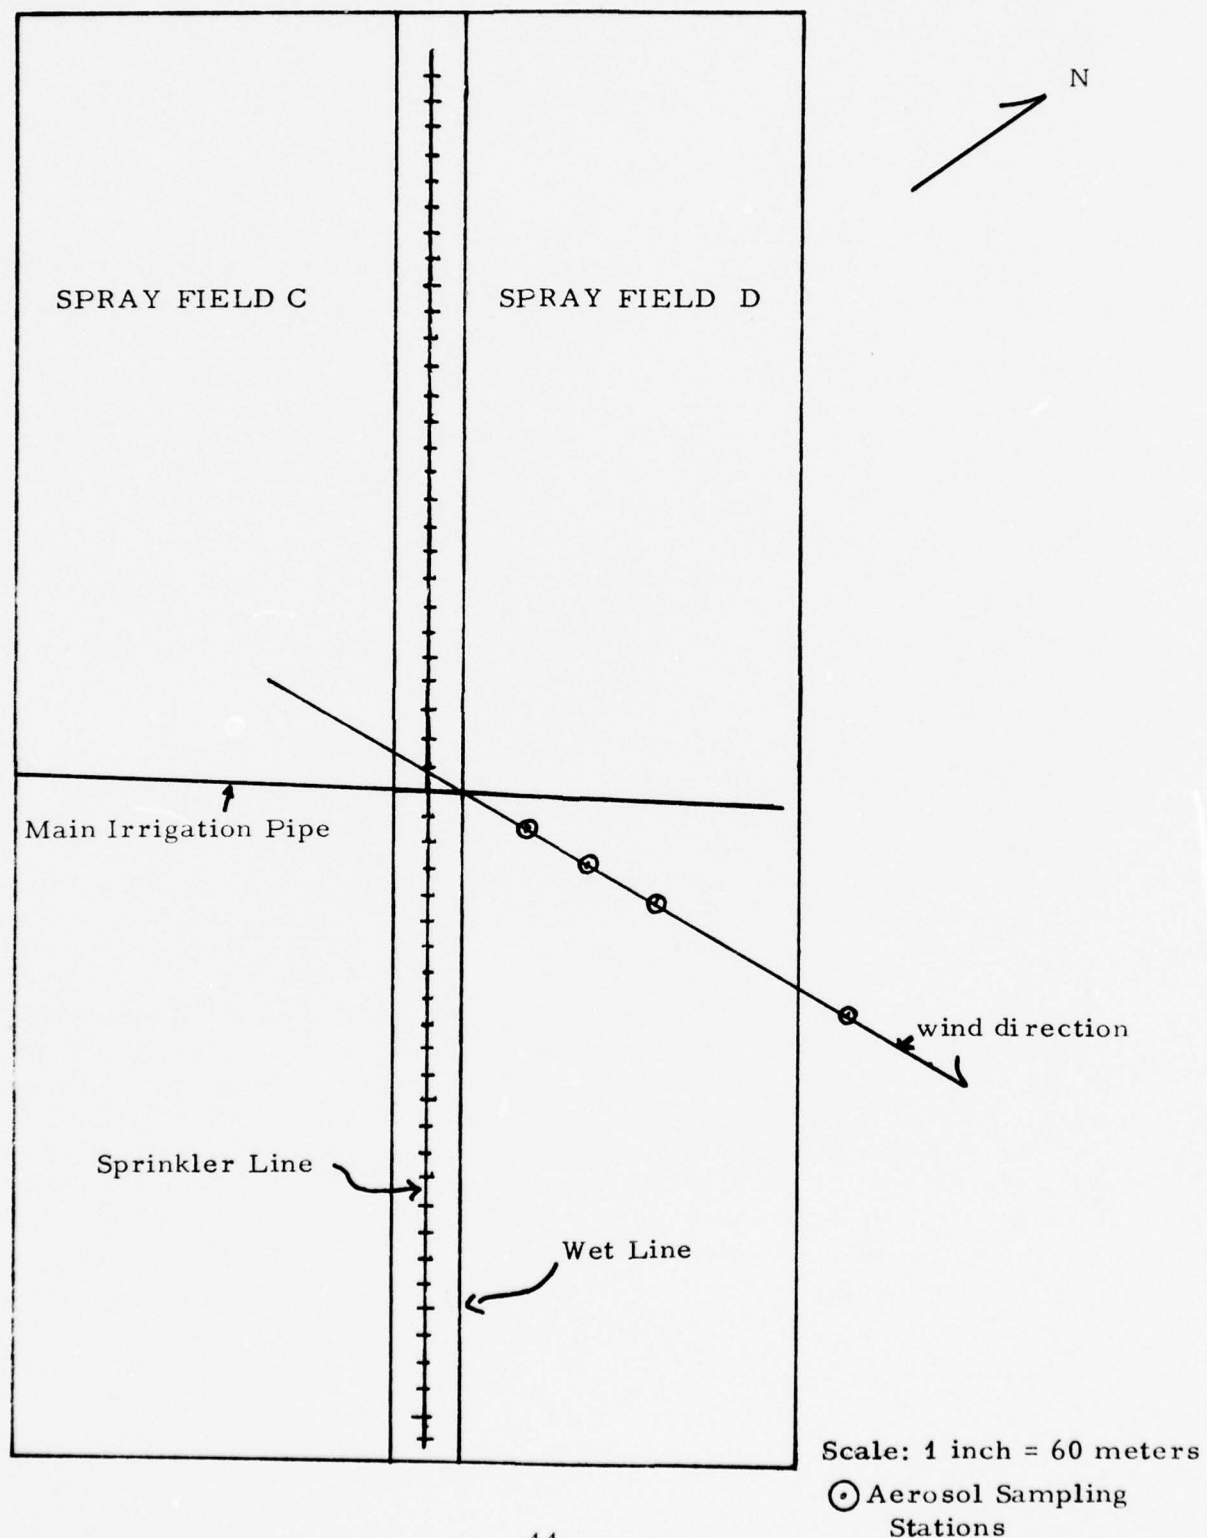 N
SPRAY FIELD C
SPRAY FIELD D
Main Irrigation Pipe
wind direction
Sprinkler Line
Wet Line
Scale: 1 inch = 60 meters
Aerosol Sampling
Stations